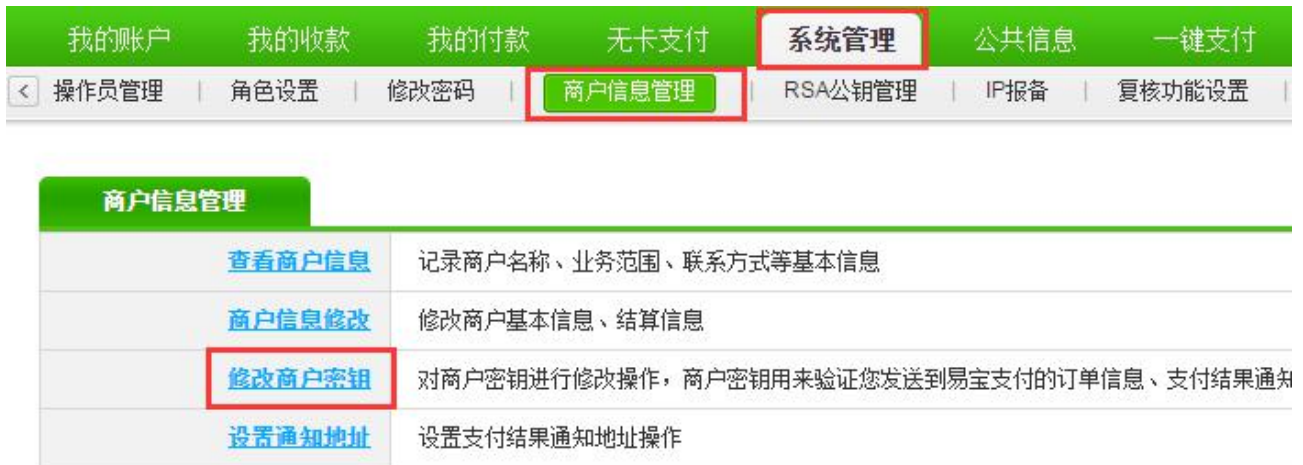 我的账户 我的收款 我的付款 无卡支付 系统管理 公共信息 一键支付
< 操作员管理 | 角色设置 | 修改密码 | 商户信息管理 | RSA公钥管理 | IP报备 | 复核功能设置 |
商户信息管理
查看商户信息 记录商户名称、业务范围、联系方式等基本信息
商户信息修改 修改商户基本信息、结算信息
修改商户密钥 对商户密钥进行修改操作，商户密钥用来验证您发送到易宝支付的订单信息、支付结果通知
设置通知地址 设置支付结果通知地址操作